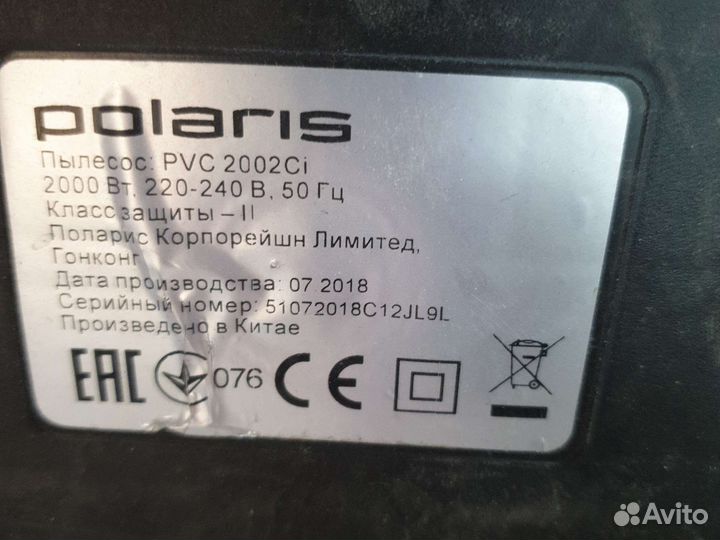 polaris
Пылесос: PVC 2002Ci
2000 Вт, 220-240 В, 50 Гц
Класс защиты – II
Поларис Корпорейшн Лимитед,
Гонконг
Дата производства: 07.2018
Серийный номер: 51072018C12JL9L
Произведено в Китае
EAC 076 CE
Avito